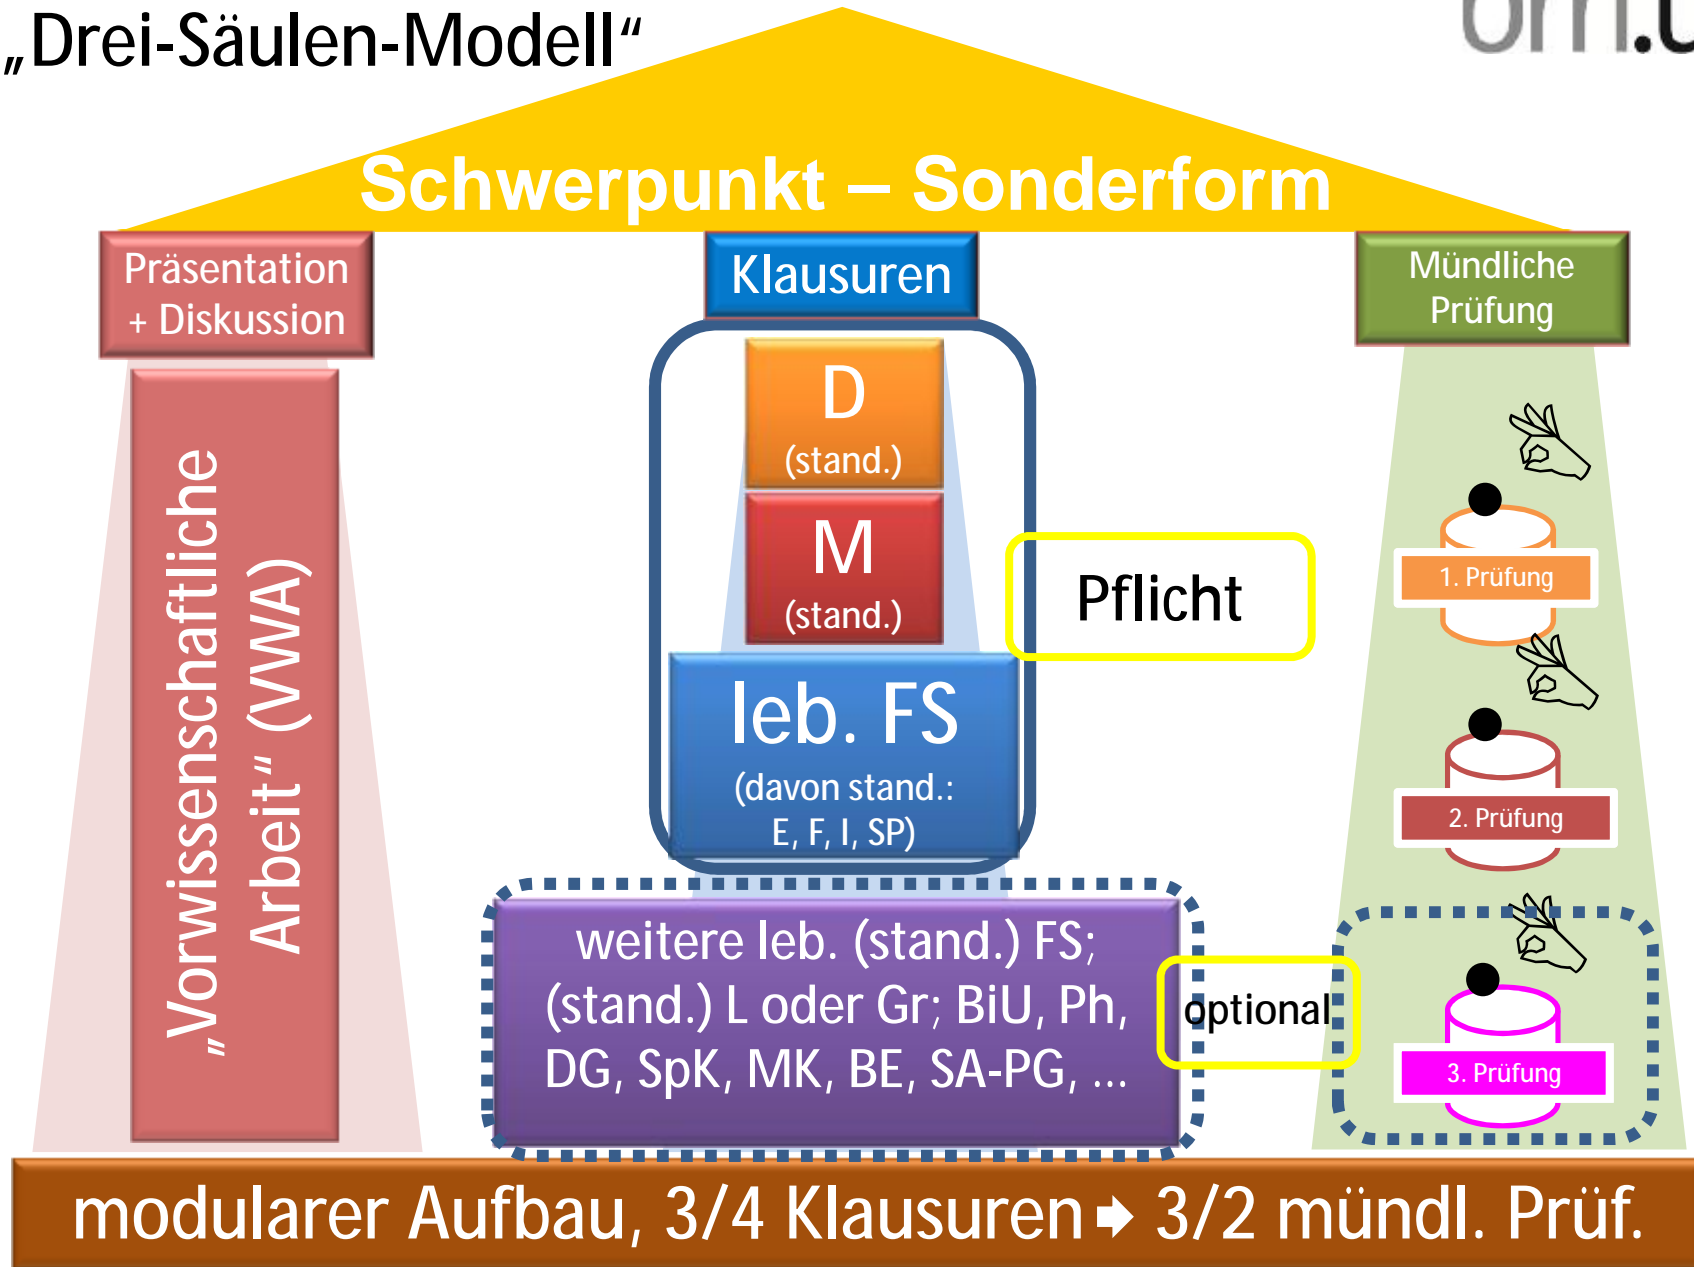 „Drei-Säulen-Modell“
Schwerpunkt – Sonderform
Präsentation
+ Diskussion
„Vorwissenschaftliche
Arbeit“ (VWA)
Klausuren
D
(stand.)
M
(stand.)
leb. FS
(davon stand.:
E, F, I, SP)
Pflicht
weitere leb. (stand.) FS;
(stand.) L oder Gr; BiU, Ph,
DG, SpK, MK, BE, SA-PG, ...
optional
Mündliche
Prüfung
1. Prüfung
2. Prüfung
3. Prüfung
modularer Aufbau, 3/4 Klausuren 🡺 3/2 mündl. Prüf.